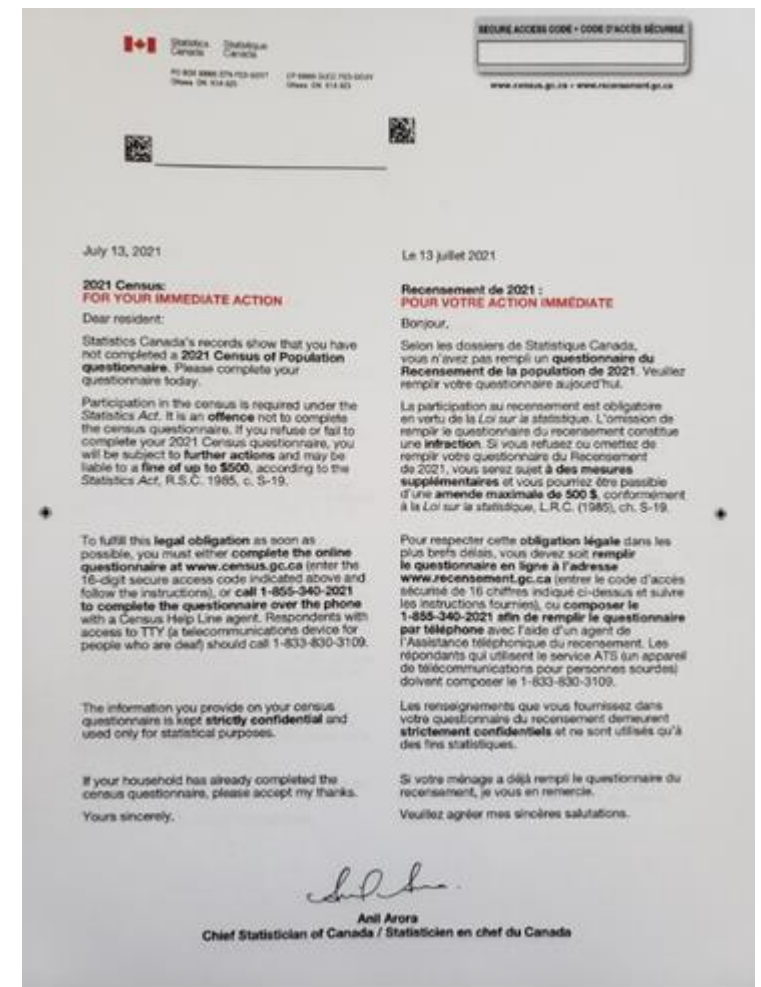 Statistics Statistique
Canada Canada
SECURE ACCESS CODE • CODE D'ACCÈS SÉCURISÉ
www.census.gc.ca • www.recensement.gc.ca
July 13, 2021
2021 Census:
FOR YOUR IMMEDIATE ACTION
Dear resident:
Statistics Canada's records show that you have
not completed a 2021 Census of Population
questionnaire. Please complete your
questionnaire today.
Participation in the census is required under the
Statistics Act. It is an offence not to complete
the census questionnaire. If you refuse or fail to
complete your 2021 Census questionnaire, you
will be subject to further actions and may be
liable to a fine of up to $500, according to the
Statistics Act, R.S.C. 1985, c. S-19.
To fulfill this legal obligation as soon as
possible, you must either complete the online
questionnaire at www.census.gc.ca (enter the
16-digit secure access code indicated above and
follow the instructions), or call 1-855-340-2021
to complete the questionnaire over the phone
with a Census Help Line agent. Respondents with
access to TTY (a telecommunications device for
people who are deaf) should call 1-833-830-3109.
The information you provide on your census
questionnaire is kept strictly confidential and
used only for statistical purposes.
If your household has already completed the
census questionnaire, please accept my thanks.
Yours sincerely,
Le 13 juillet 2021
Recensement de 2021 :
POUR VOTRE ACTION IMMÉDIATE
Bonjour,
Selon les dossiers de Statistique Canada,
vous n'avez pas rempli un questionnaire du
Recensement de la population de 2021. Veuillez
remplir votre questionnaire aujourd'hui.
La participation au recensement est obligatoire
en vertu de la Loi sur la statistique. L'omission de
remplir le questionnaire du recensement constitue
une infraction. Si vous refusez ou omettez de
remplir votre questionnaire du Recensement
de 2021, vous serez sujet à des mesures
supplémentaires et vous pourriez être passible
d'une amende maximale de 500 $, conformément
à la Loi sur la statistique, L.R.C. (1985), ch. S-19.
Pour respecter cette obligation légale dans les
plus brefs délais, vous devez soit remplir
le questionnaire en ligne à l'adresse
www.recensement.gc.ca (entrer le code d'accès
sécurisé de 16 chiffres indiqué ci-dessus et suivre
les instructions fournies), ou composer le
1-855-340-2021 afin de remplir le questionnaire
par téléphone avec l'aide d'un agent de
l'Assistance téléphonique du recensement. Les
répondants qui utilisent le service ATS (un appareil
de télécommunications pour personnes sourdes)
doivent composer le 1-833-830-3109.
Les renseignements que vous fournissez dans
votre questionnaire du recensement demeurent
strictement confidentiels et ne sont utilisés qu'à
des fins statistiques.
Si votre ménage a déjà rempli le questionnaire du
recensement, je vous en remercie.
Veuillez agréer mes sincères salutations.
Anil Arora
Chief Statistician of Canada / Statisticien en chef du Canada